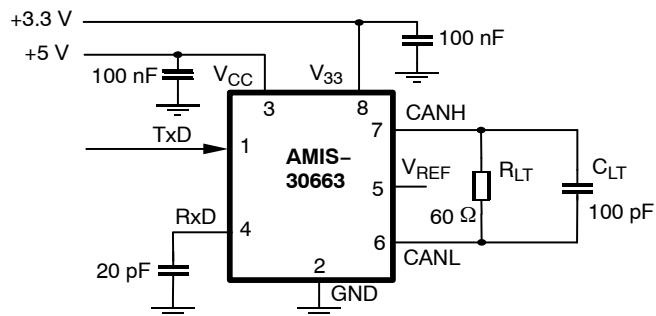 +3.3 V
+5 V
100 nF
100 nF
VCC
V33
3
8
CANH
7
TxD
1
AMIS−
30663
VREF
5
RLT
CLT
60 Ω
100 pF
RxD
4
6
CANL
20 pF
2
GND